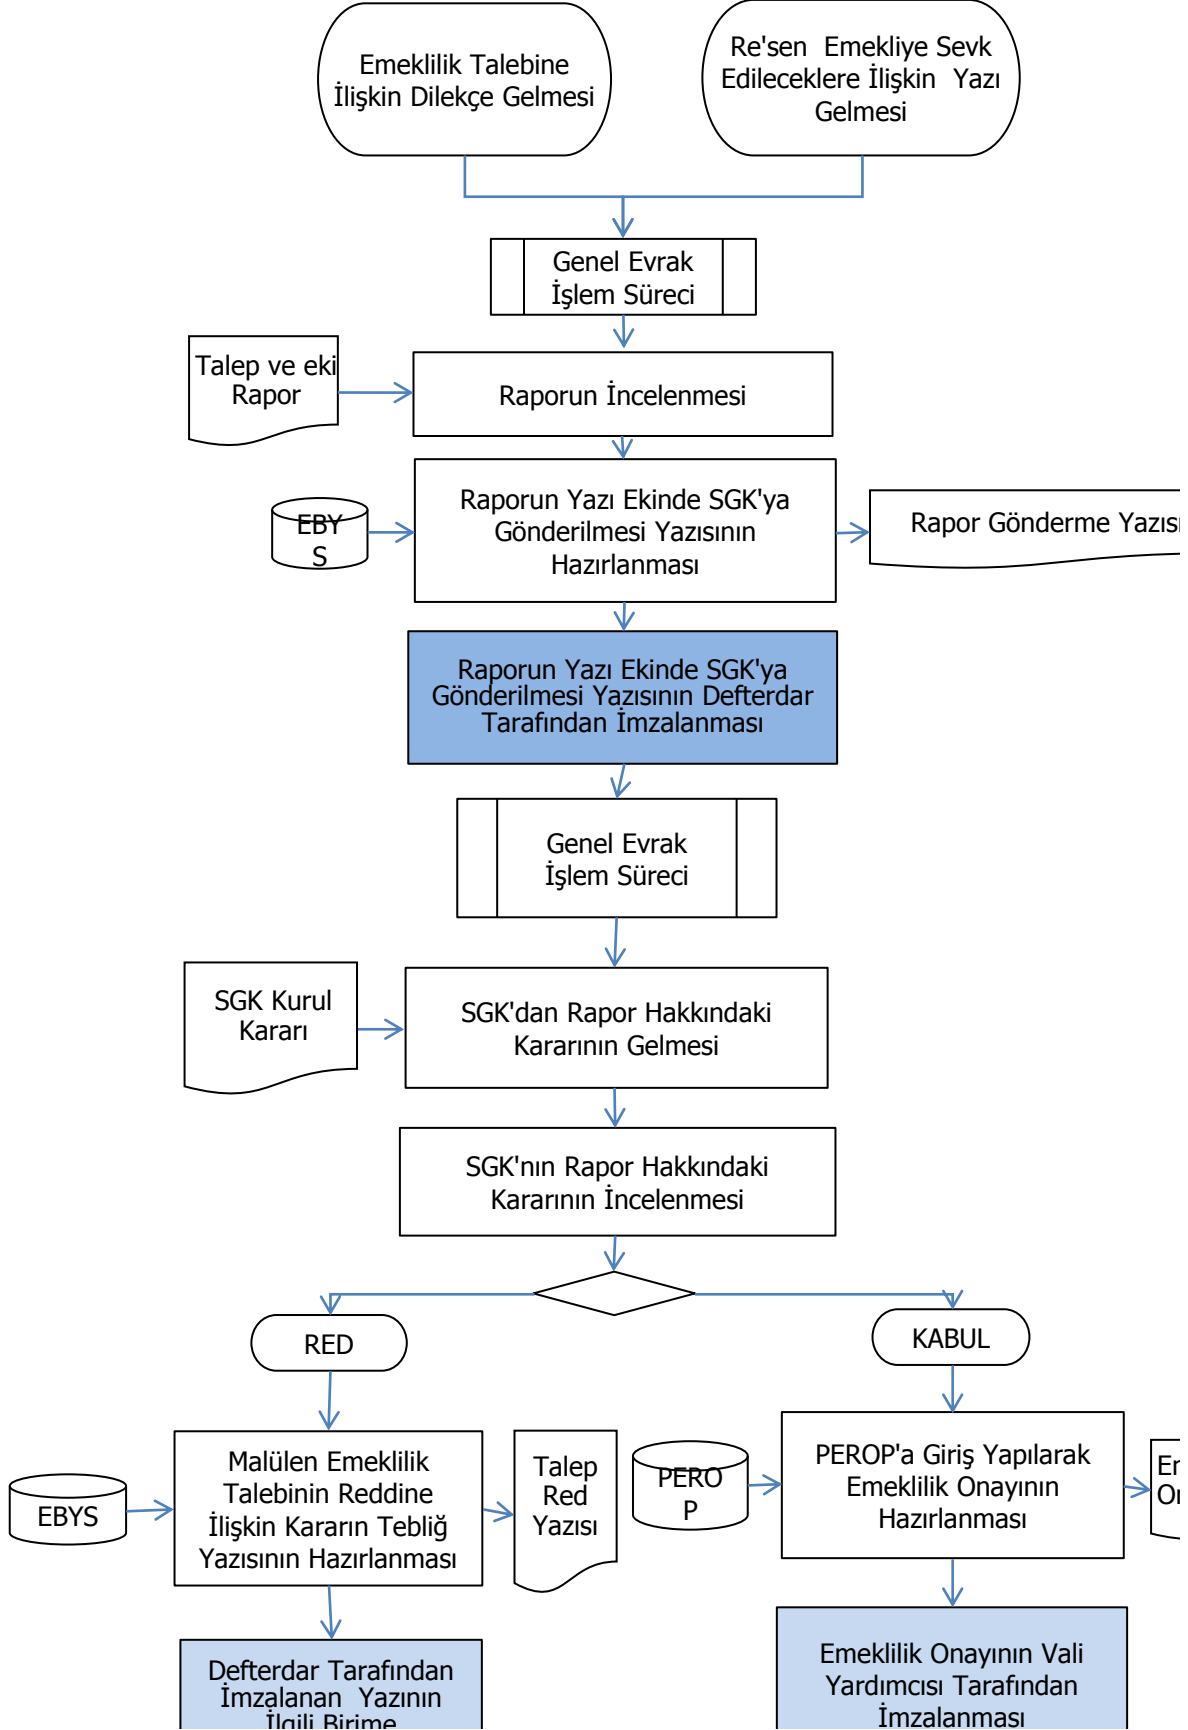 Emeklilik Talebine
İlişkin Dilekçe Gelmesi
Re'sen Emekliye Sevk
Edileceklere İlişkin Yazı
Gelmesi
Genel Evrak
İşlem Süreci
Talep ve eki
Rapor
Raporun İncelenmesi
EBY
S
Raporun Yazı Ekinde SGK'ya
Gönderilmesi Yazısının
Hazırlanması
Rapor Gönderme Yazısı
Raporun Yazı Ekinde SGK'ya
Gönderilmesi Yazısının Defterdar
Tarafından İmzalanması
Genel Evrak
İşlem Süreci
SGK Kurul
Kararı
SGK'dan Rapor Hakkındaki
Kararının Gelmesi
SGK'nın Rapor Hakkındaki
Kararının İncelenmesi
RED
KABUL
EBYS
Malülen Emeklilik
Talebinin Reddine
İlişkin Kararın Tebliğ
Yazısının Hazırlanması
Talep
Red
Yazısı
PERO
P
PEROP'a Giriş Yapılarak
Emeklilik Onayının
Hazırlanması
Defterdar Tarafından
İmzalanan Yazının
İlgili Birime
Emeklilik Onayının Vali
Yardımcısı Tarafından
İmzalanması